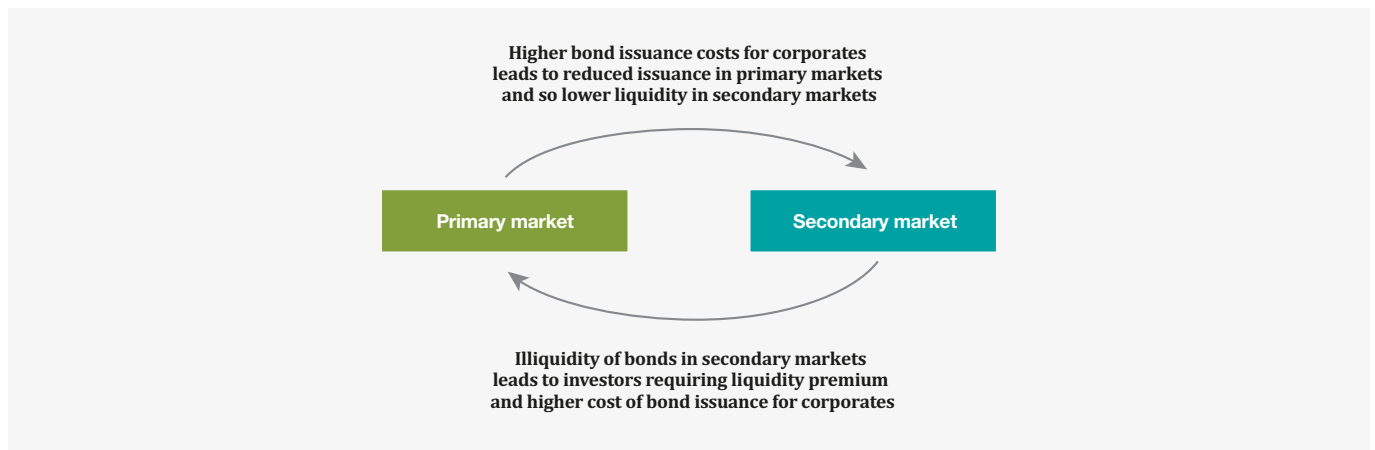 Higher bond issuance costs for corporates
leads to reduced issuance in primary markets
and so lower liquidity in secondary markets
Primary market
Secondary market
Illiquidity of bonds in secondary markets
leads to investors requiring liquidity premium
and higher cost of bond issuance for corporates